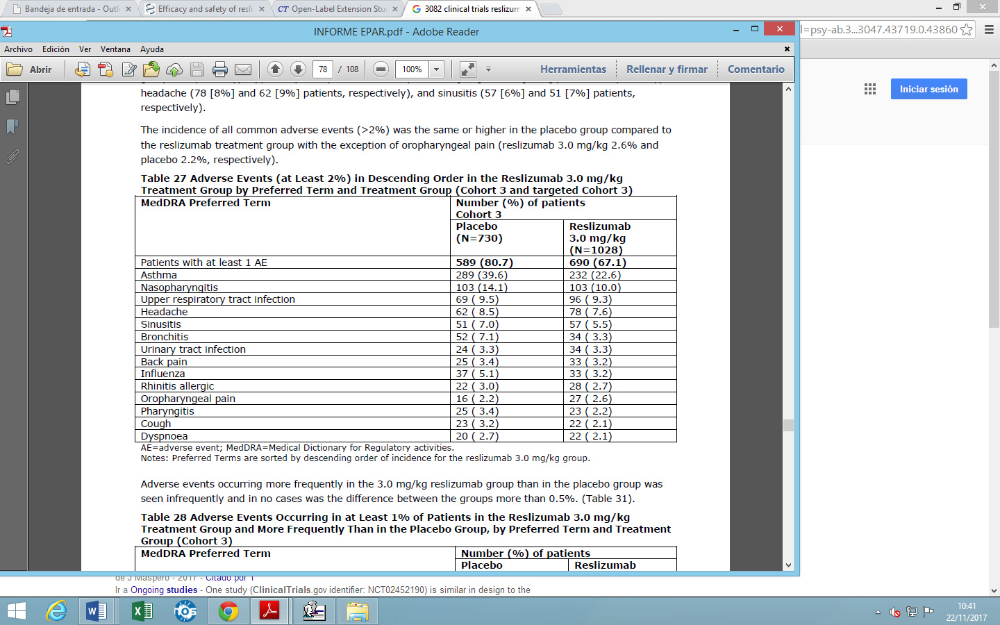 Bandeja de entrada - Outl
Efficacy and safety of resli
Open-Label Extension Stu
3082 clinical trials reslizum
INFORME EPAR.pdf - Adobe Reader
l=psy-ab.3...3047.43719.0.43860
Archivo Edición Ver Ventana Ayuda
Abrir 78 / 108 100% Herramientas Rellenar y firmar Comentario
Iniciar sesión
headache (78 [8%] and 62 [9%] patients, respectively), and sinusitis (57 [6%] and 51 [7%] patients,
respectively).
The incidence of all common adverse events (>2%) was the same or higher in the placebo group compared to
the reslizumab treatment group with the exception of oropharyngeal pain (reslizumab 3.0 mg/kg 2.6% and
placebo 2.2%, respectively).
Table 27 Adverse Events (at Least 2%) in Descending Order in the Reslizumab 3.0 mg/kg
Treatment Group by Preferred Term and Treatment Group (Cohort 3 and targeted Cohort 3)
MedDRA Preferred Term Number (%) of patients
Cohort 3
Placebo Reslizumab
(N=730) 3.0 mg/kg
(N=1028)
Patients with at least 1 AE 589 (80.7) 690 (67.1)
Asthma 289 (39.6) 232 (22.6)
Nasopharyngitis 103 (14.1) 103 (10.0)
Upper respiratory tract infection 69 ( 9.5) 96 ( 9.3)
Headache 62 ( 8.5) 78 ( 7.6)
Sinusitis 51 ( 7.0) 57 ( 5.5)
Bronchitis 52 ( 7.1) 34 ( 3.3)
Urinary tract infection 24 ( 3.3) 34 ( 3.3)
Back pain 25 ( 3.4) 33 ( 3.2)
Influenza 37 ( 5.1) 33 ( 3.2)
Rhinitis allergic 22 ( 3.0) 28 ( 2.7)
Oropharyngeal pain 16 ( 2.2) 27 ( 2.6)
Pharyngitis 25 ( 3.4) 23 ( 2.2)
Cough 23 ( 3.2) 22 ( 2.1)
Dyspnoea 20 ( 2.7) 22 ( 2.1)
AE=adverse event; MedDRA=Medical Dictionary for Regulatory activities.
Notes: Preferred Terms are sorted by descending order of incidence for the reslizumab 3.0 mg/kg group.
Adverse events occurring more frequently in the 3.0 mg/kg reslizumab group than in the placebo group was
seen infrequently and in no cases was the difference between the groups more than 0.5%. (Table 31).
Table 28 Adverse Events Occurring in at Least 1% of Patients in the Reslizumab 3.0 mg/kg
Treatment Group and More Frequently Than in the Placebo Group, by Preferred Term and Treatment
Group (Cohort 3)
MedDRA Preferred Term Number (%) of patients
Placebo Reslizumab
de J Maspero - 2017 - Citado por 1
Ir a Ongoing studies - One study (ClinicalTrials.gov identifier: NCT02452190) is similar in design to the
10:41
22/11/2017